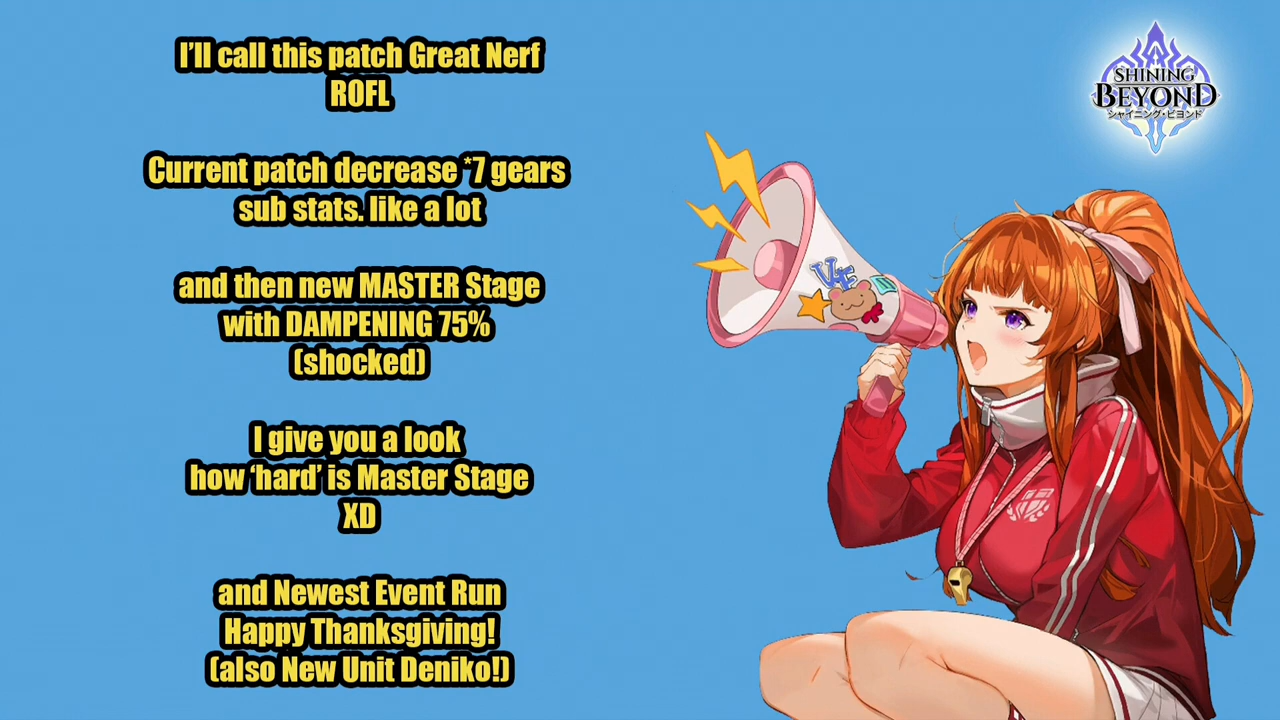 I'll call this patch Great Nerf
ROFL
Current patch decrease *7 gears
sub stats. like a lot
and then new MASTER Stage
with DAMPENING 75%
(shocked)
I give you a look
how ‘hard’ is Master Stage
XD
and Newest Event Run
Happy Thanksgiving!
(also New Unit Deniko!)
SHINING
BEYOND
シャイニング・ビヨンド